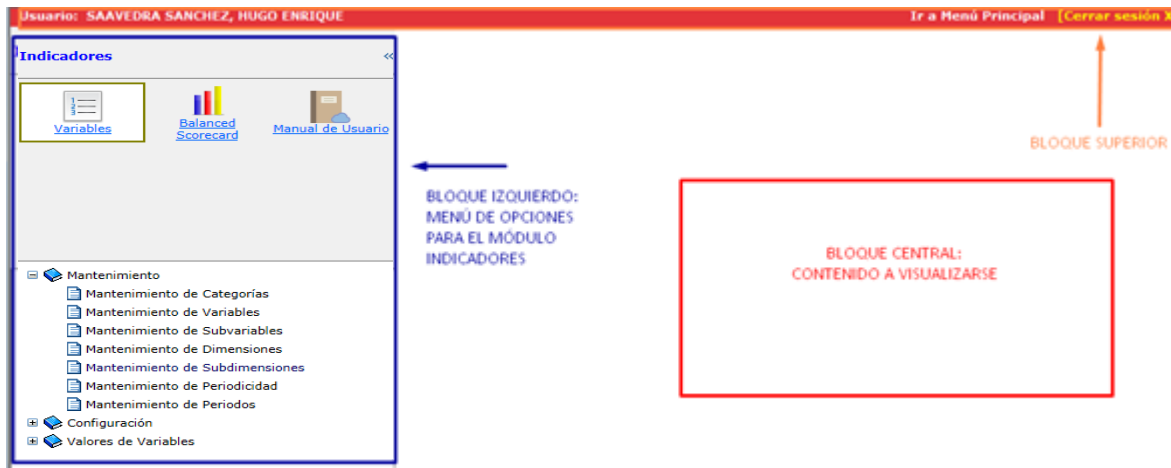 Usuario: SAAVEDRA SANCHEZ, HUGO ENRIQUE
Ir a Menú Principal [Cerrar sesión X
Indicadores «
Variables
Balanced
Scorecard
Manual de Usuario
BLOQUE SUPERIOR
BLOQUE IZQUIERDO:
MENÚ DE OPCIONES
PARA EL MÓDULO
INDICADORES
BLOQUE CENTRAL:
CONTENIDO A VISUALIZARSE
Mantenimiento
Mantenimiento de Categorías
Mantenimiento de Variables
Mantenimiento de Subvariables
Mantenimiento de Dimensiones
Mantenimiento de Subdimensiones
Mantenimiento de Periodicidad
Mantenimiento de Periodos
Configuración
Valores de Variables